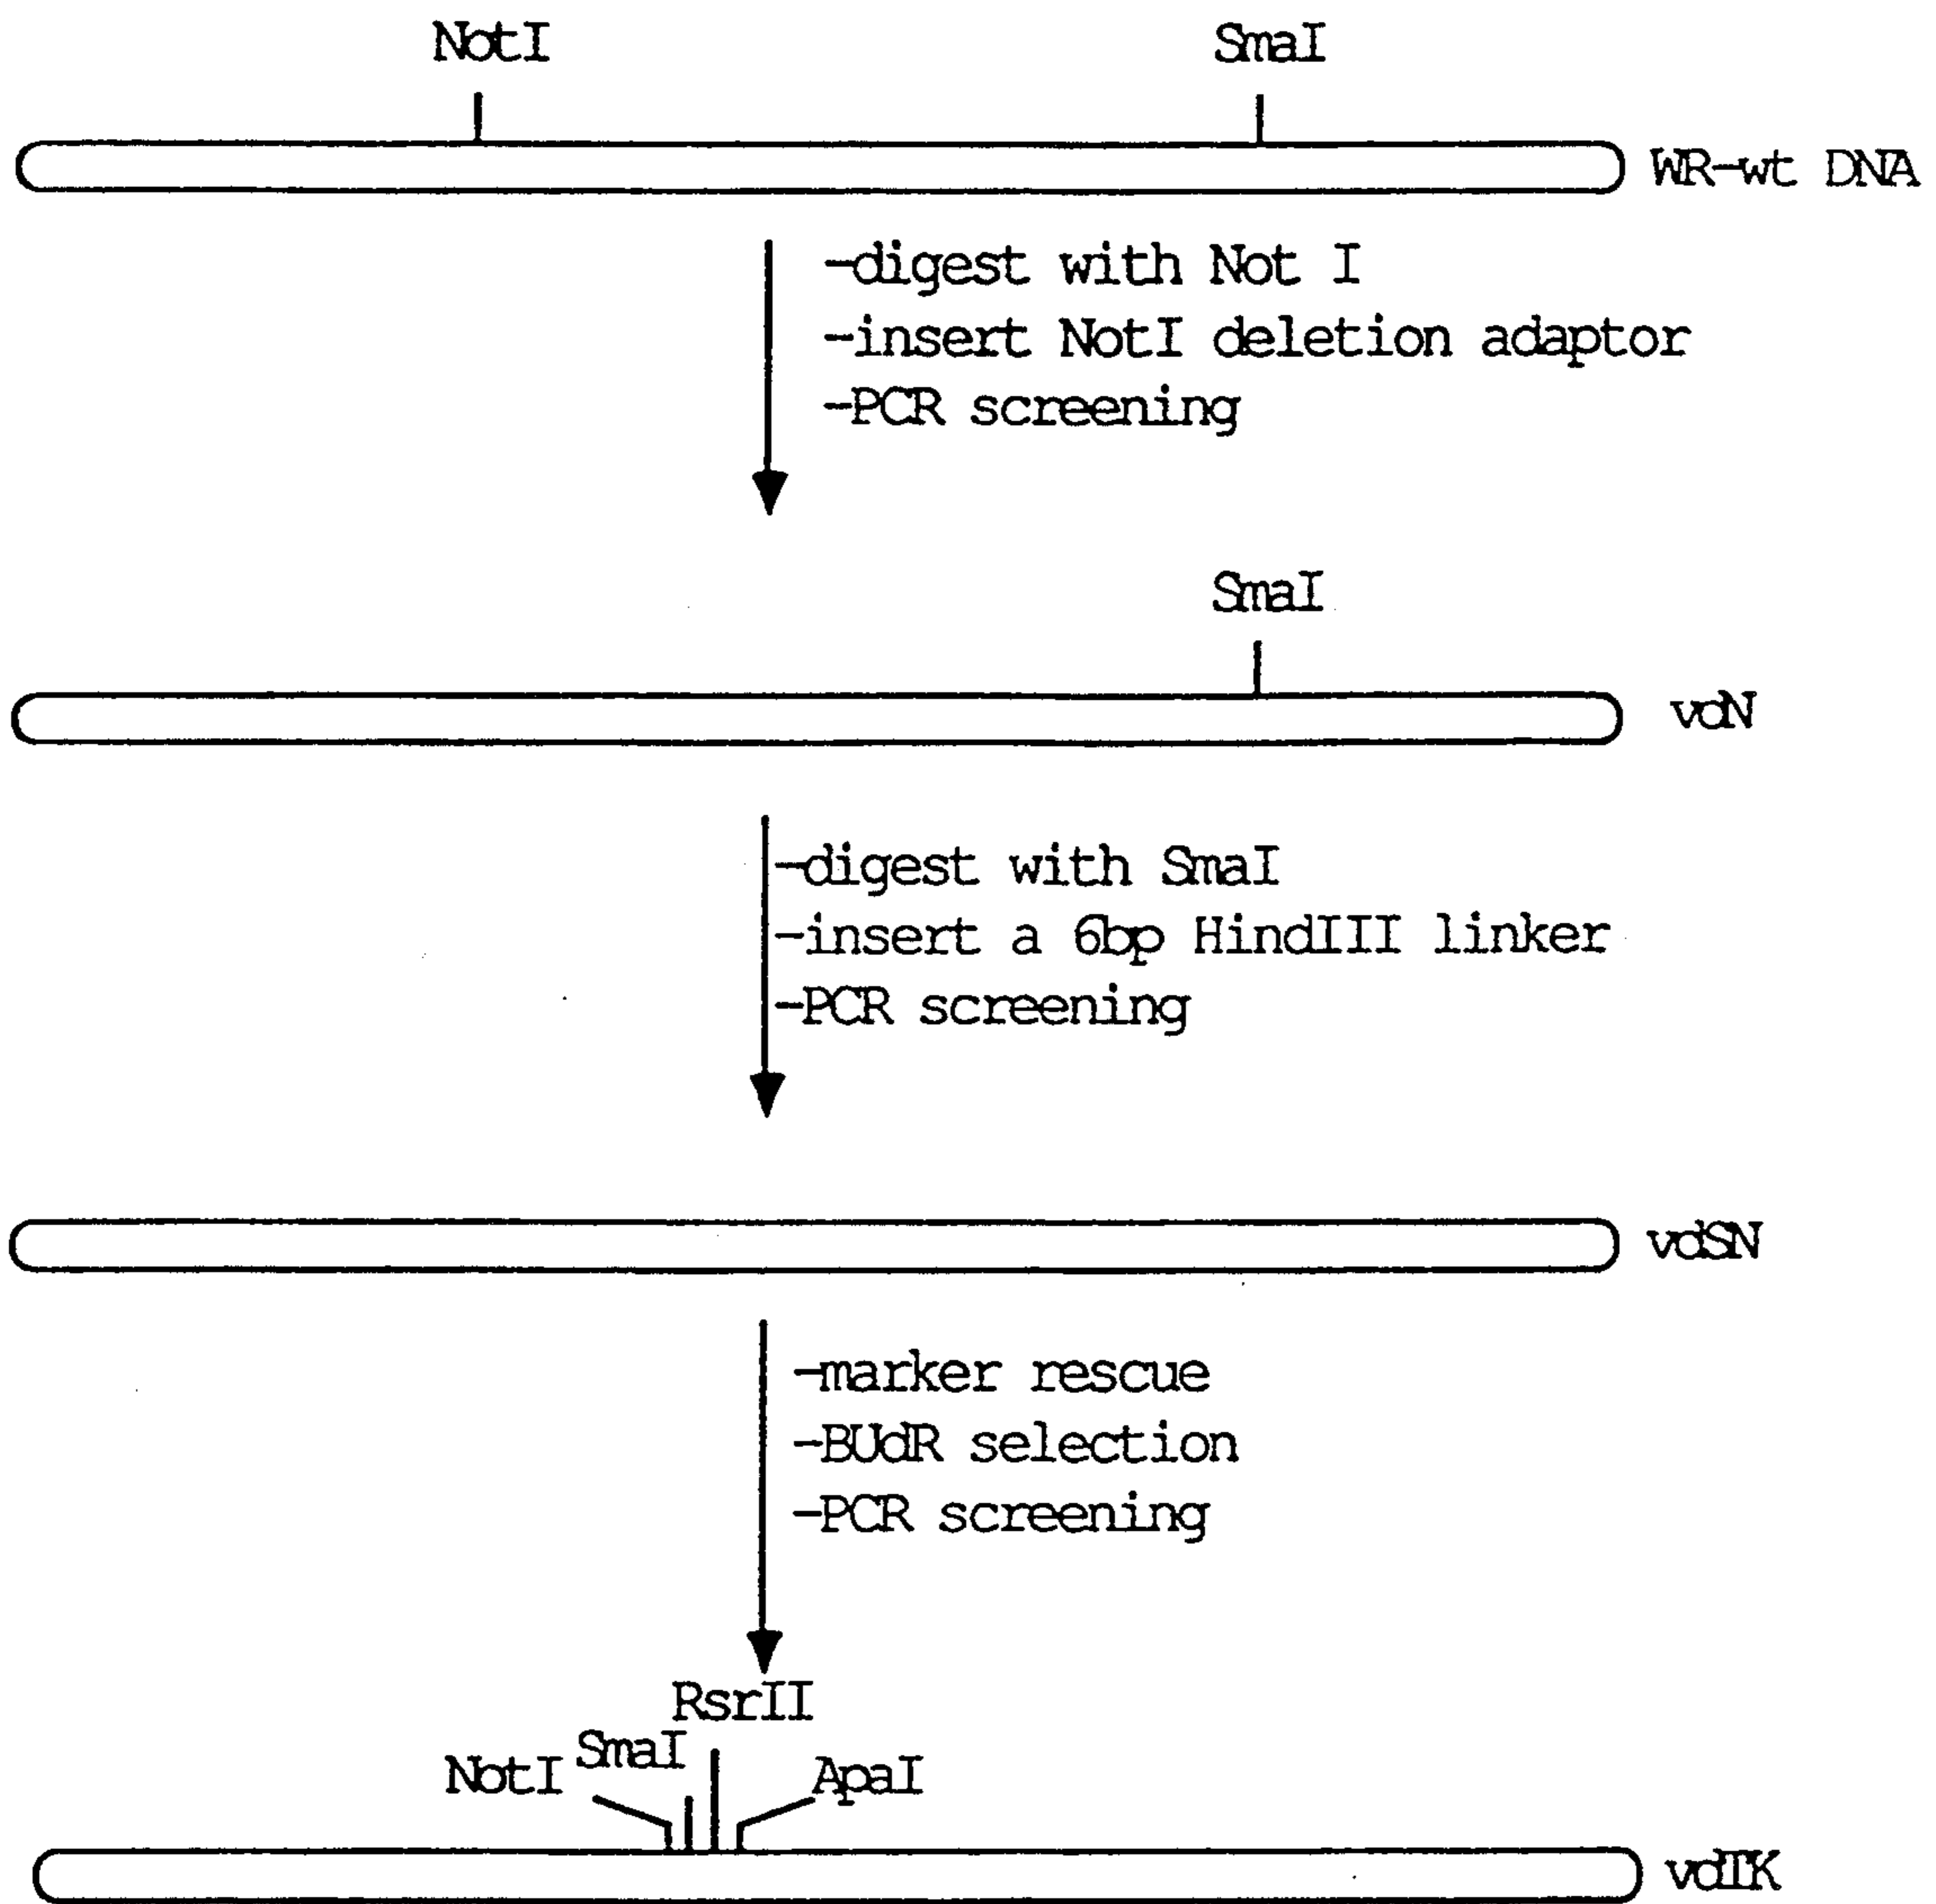 NotI SmaI
WR-wt DNA
-digest with Not I
-insert NotI deletion adaptor
-PCR screening
SmaI
vdN
-digest with SmaI
-insert a 6bp HindIII linker
-PCR screening
vdSN
-marker rescue
-BUdR selection
-PCR screening
RsrII
SmaI
NotI ApaI
vdTK